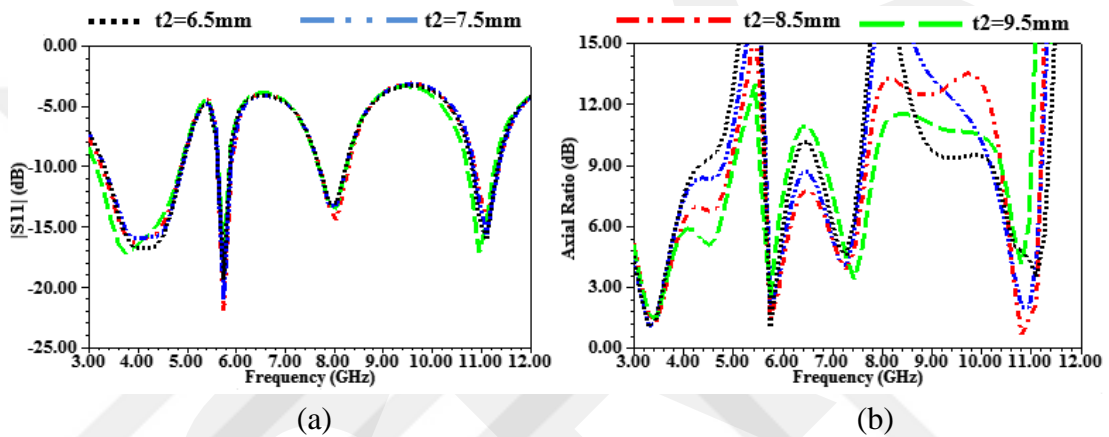 t2=6.5mm t2=7.5mm t2=8.5mm t2=9.5mm
0.00
-5.00
-10.00
-15.00
-20.00
-25.00
|S11| (dB)
3.00 4.00 5.00 6.00 7.00 8.00 9.00 10.00 11.00 12.00
Frequency (GHz)
15.00
12.00
9.00
6.00
3.00
0.00
Axial Ratio (dB)
3.00 4.00 5.00 6.00 7.00 8.00 9.00 10.00 11.00 12.00
Frequency (GHz)
(a) (b)